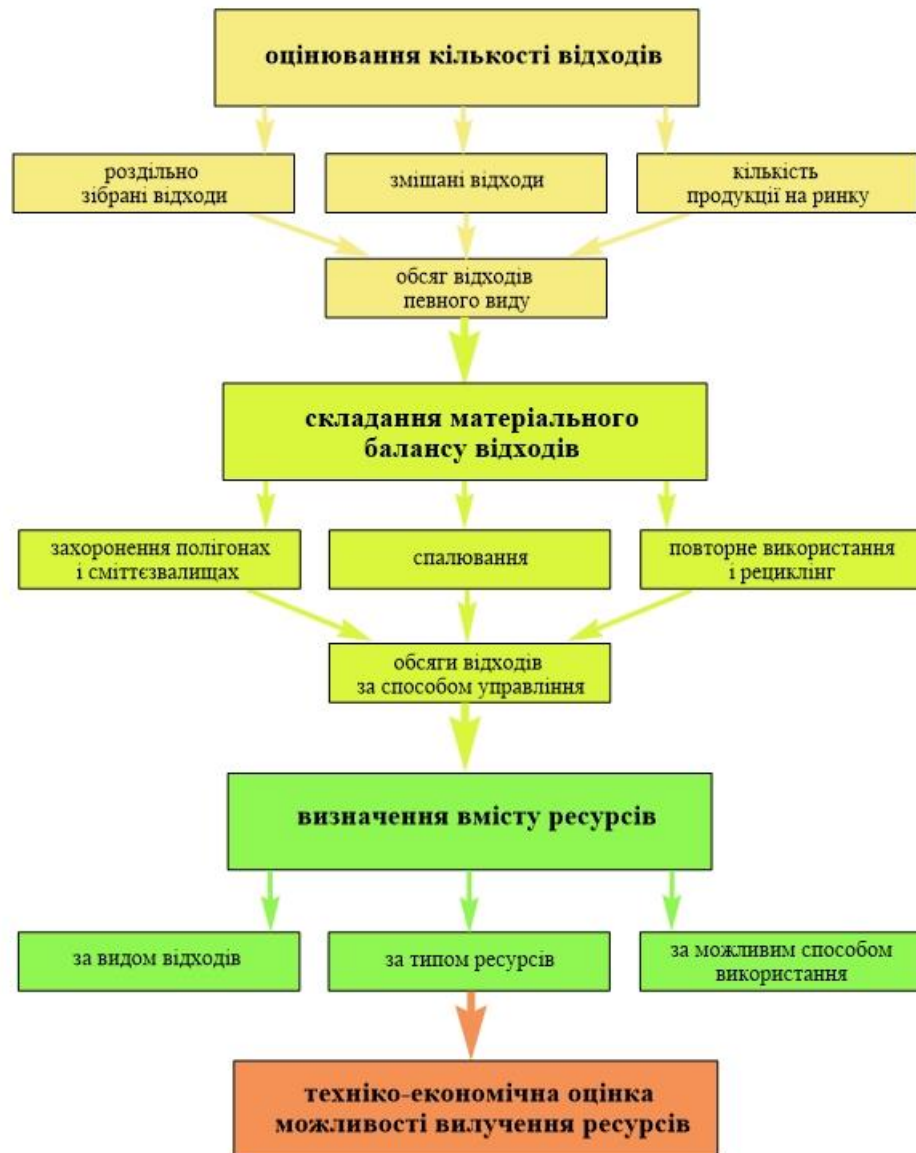 оцінювання кількості відходів
роздільно
зібрані відходи
змішані відходи
кількість
продукції на ринку
обсяг відходів
певного виду
складання матеріального
балансу відходів
захоронення полігонах
і сміттєзвалищах
спалювання
повторне використання
і рециклінг
обсяги відходів
за способом управління
визначення вмісту ресурсів
за видом відходів
за типом ресурсів
за можливим способом
використання
техніко-економічна оцінка
можливості вилучення ресурсів